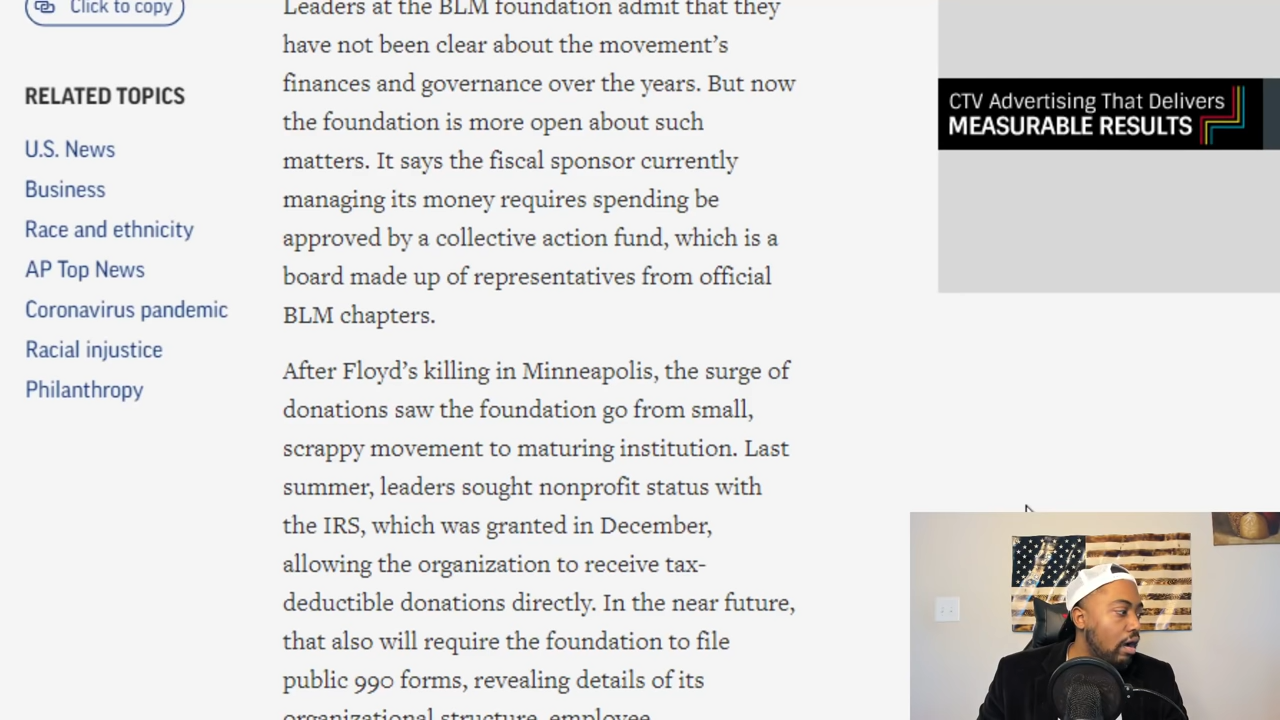 Click to copy
RELATED TOPICS
U.S. News
Business
Race and ethnicity
AP Top News
Coronavirus pandemic
Racial injustice
Philanthropy
Leaders at the BLM foundation admit that they
have not been clear about the movement’s
finances and governance over the years. But now
the foundation is more open about such
matters. It says the fiscal sponsor currently
managing its money requires spending be
approved by a collective action fund, which is a
board made up of representatives from official
BLM chapters.
After Floyd’s killing in Minneapolis, the surge of
donations saw the foundation go from small,
scrappy movement to maturing institution. Last
summer, leaders sought nonprofit status with
the IRS, which was granted in December,
allowing the organization to receive tax-
deductible donations directly. In the near future,
that also will require the foundation to file
public 990 forms, revealing details of its
organizational structure, employee
CTV Advertising That Delivers
MEASURABLE RESULTS